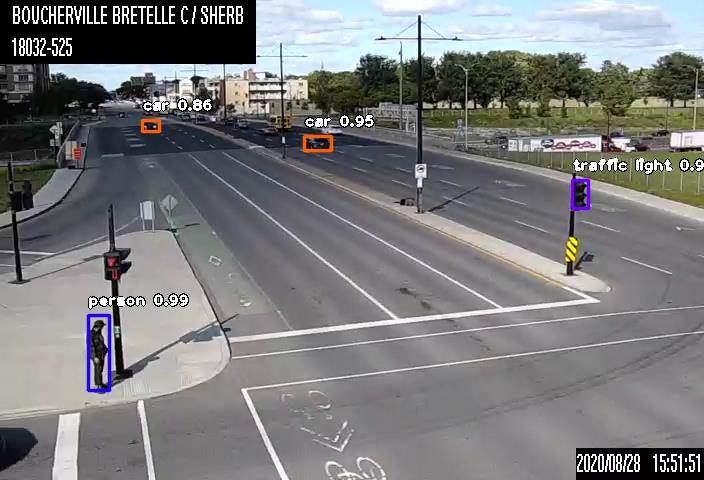 BOUCHERVILLE BRETELLE C / SHERB
18032-525
car 0.86
car 0.95
traffic light 0.9
person 0.99
2020/08/28 15:51:51